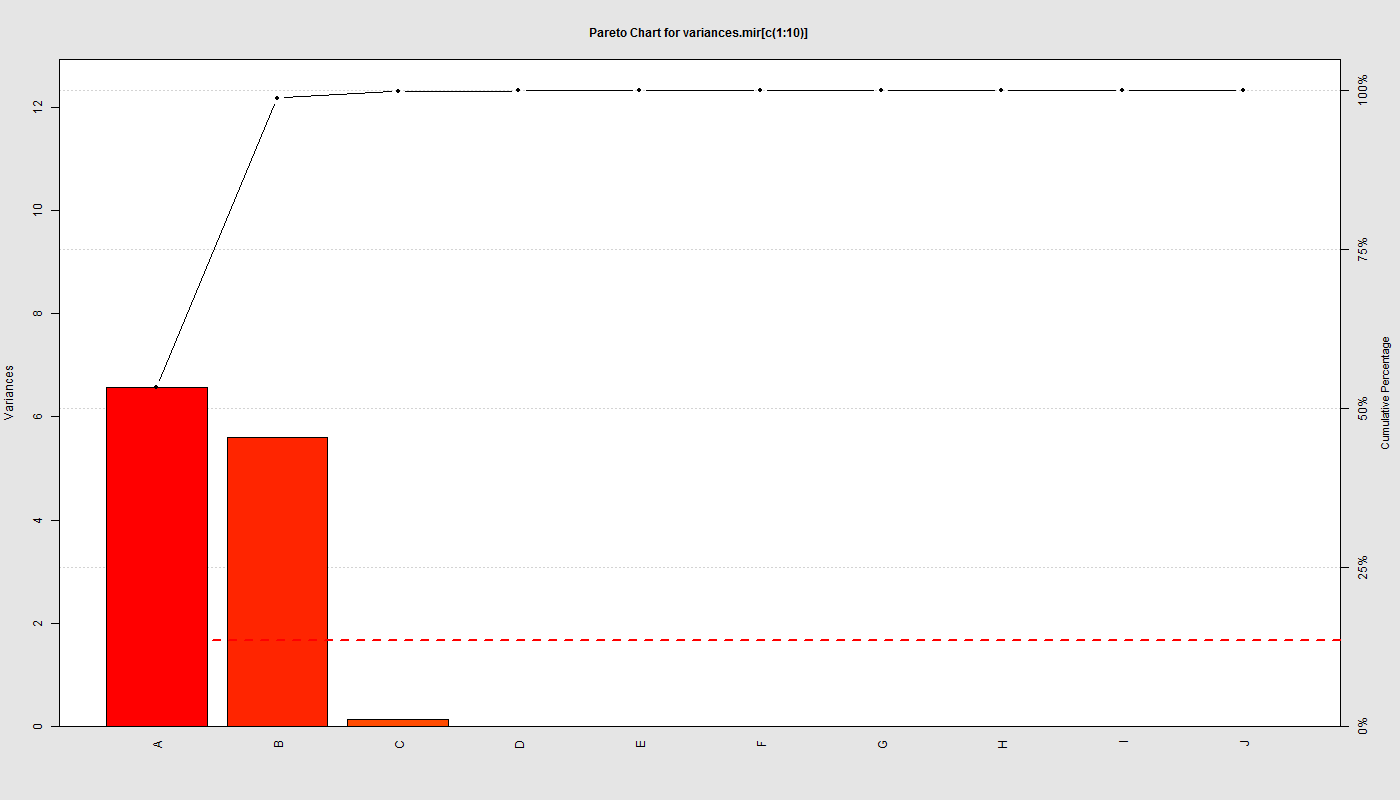 Pareto Chart for variances.mir[c(1:10)]
12
10
8
6
4
2
0
Variances
100%
75%
50%
25%
0%
Cumulative Percentage
A
B
C
D
E
F
G
H
I
J